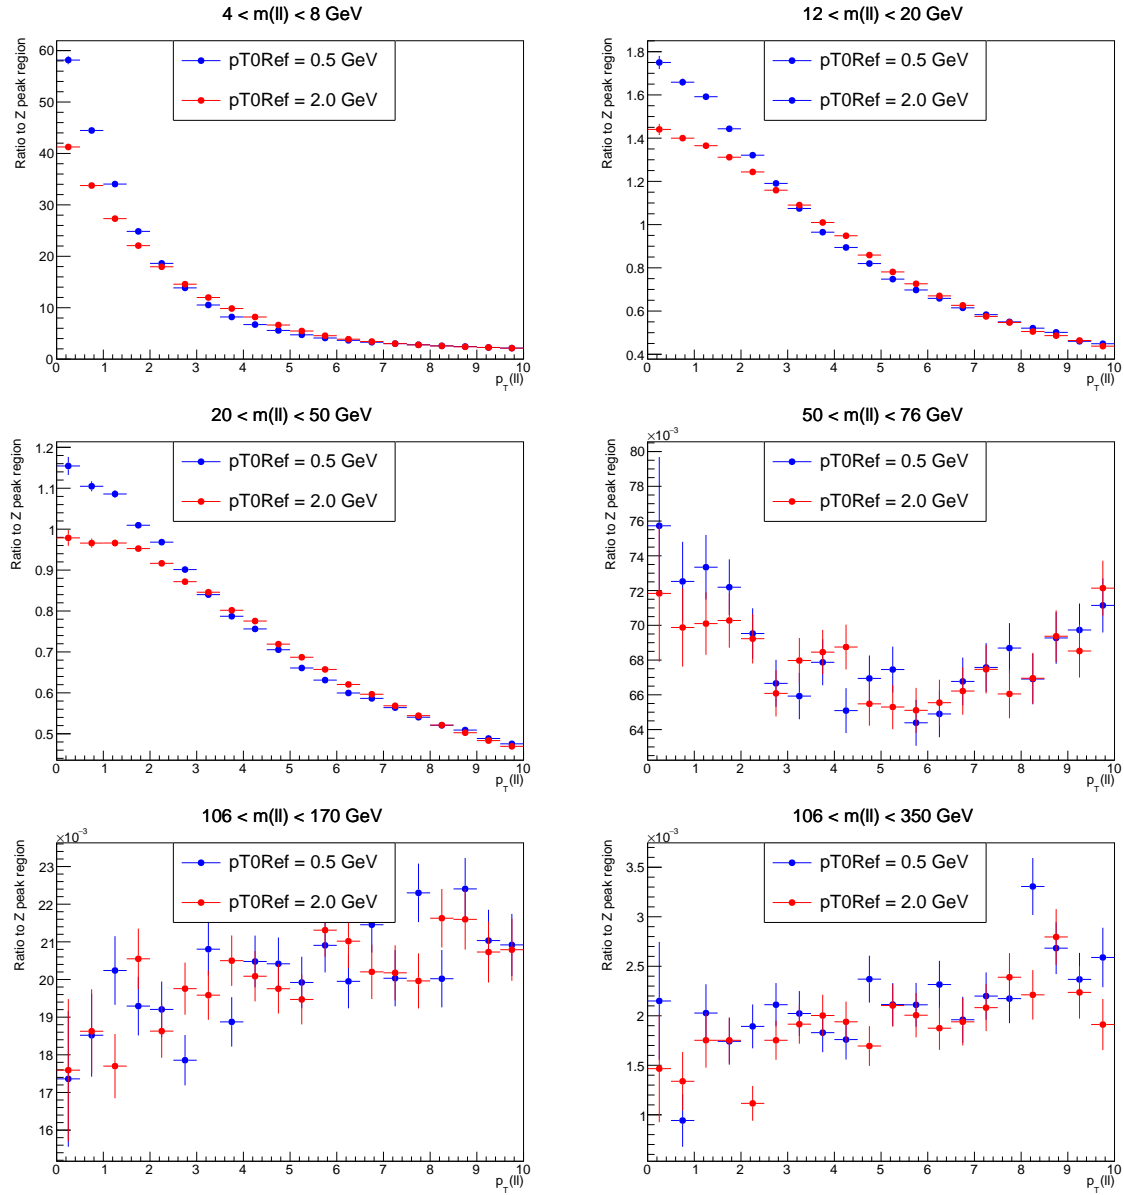 4 < m(ll) < 8 GeV
Ratio to Z peak region
pT0Ref = 0.5 GeV
pT0Ref = 2.0 GeV
60
50
40
30
20
10
0
0 1 2 3 4 5 6 7 8 9 10
p_T(ll)
12 < m(ll) < 20 GeV
Ratio to Z peak region
pT0Ref = 0.5 GeV
pT0Ref = 2.0 GeV
1.8
1.6
1.4
1.2
1
0.8
0.6
0.4
0 1 2 3 4 5 6 7 8 9 10
p_T(ll)
20 < m(ll) < 50 GeV
Ratio to Z peak region
pT0Ref = 0.5 GeV
pT0Ref = 2.0 GeV
1.2
1.1
1
0.9
0.8
0.7
0.6
0.5
0 1 2 3 4 5 6 7 8 9 10
p_T(ll)
50 < m(ll) < 76 GeV
×10⁻³
Ratio to Z peak region
pT0Ref = 0.5 GeV
pT0Ref = 2.0 GeV
80
78
76
74
72
70
68
66
64
0 1 2 3 4 5 6 7 8 9 10
p_T(ll)
106 < m(ll) < 170 GeV
×10⁻³
Ratio to Z peak region
pT0Ref = 0.5 GeV
pT0Ref = 2.0 GeV
23
22
21
20
19
18
17
16
0 1 2 3 4 5 6 7 8 9 10
p_T(ll)
106 < m(ll) < 350 GeV
×10⁻³
Ratio to Z peak region
pT0Ref = 0.5 GeV
pT0Ref = 2.0 GeV
3.5
3
2.5
2
1.5
1
0 1 2 3 4 5 6 7 8 9 10
p_T(ll)